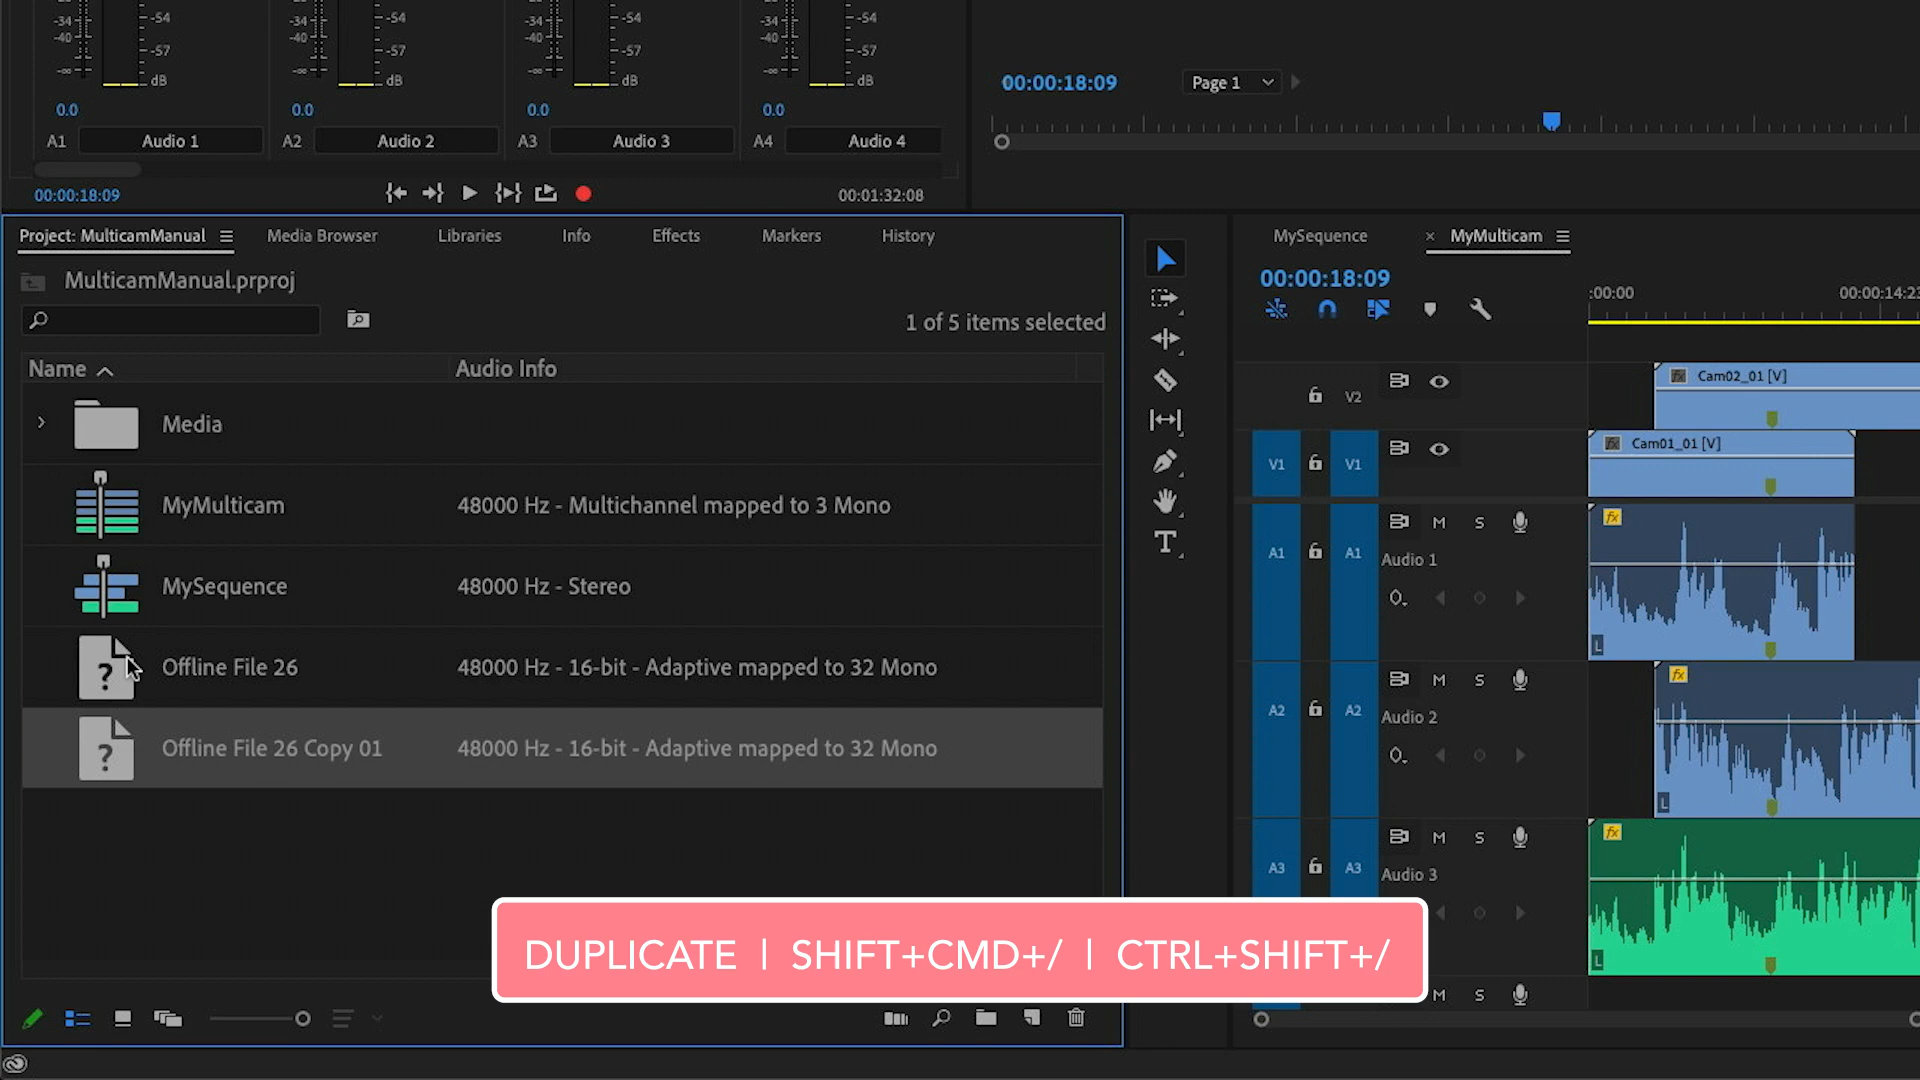 -34 -54 -34 -54 -34 -54 -34 -54
-40 -57 -40 -57 -40 -57 -40 -57
-∞ dB -∞ dB -∞ dB -∞ dB
0.0 0.0 0.0 0.0
A1 Audio 1 A2 Audio 2 A3 Audio 3 A4 Audio 4
00:00:18:09 00:01:32:08
00:00:18:09 Page 1
Project: MulticamManual Media Browser Libraries Info Effects Markers History
MulticamManual.prproj
1 of 5 items selected
Name Audio Info
Media
MyMulticam 48000 Hz - Multichannel mapped to 3 Mono
MySequence 48000 Hz - Stereo
? Offline File 26 48000 Hz - 16-bit - Adaptive mapped to 32 Mono
? Offline File 26 Copy 01 48000 Hz - 16-bit - Adaptive mapped to 32 Mono
T
MySequence × MyMulticam
00:00:18:09
:00:00 00:00:14:23
V2 fx Cam02_01 [V]
V1 V1 fx Cam01_01 [V]
A1 A1 M S fx
Audio 1
L
A2 A2 M S fx
Audio 2
L
A3 A3 M S fx
Audio 3
L
M S
DUPLICATE | SHIFT+CMD+/ | CTRL+SHIFT+/